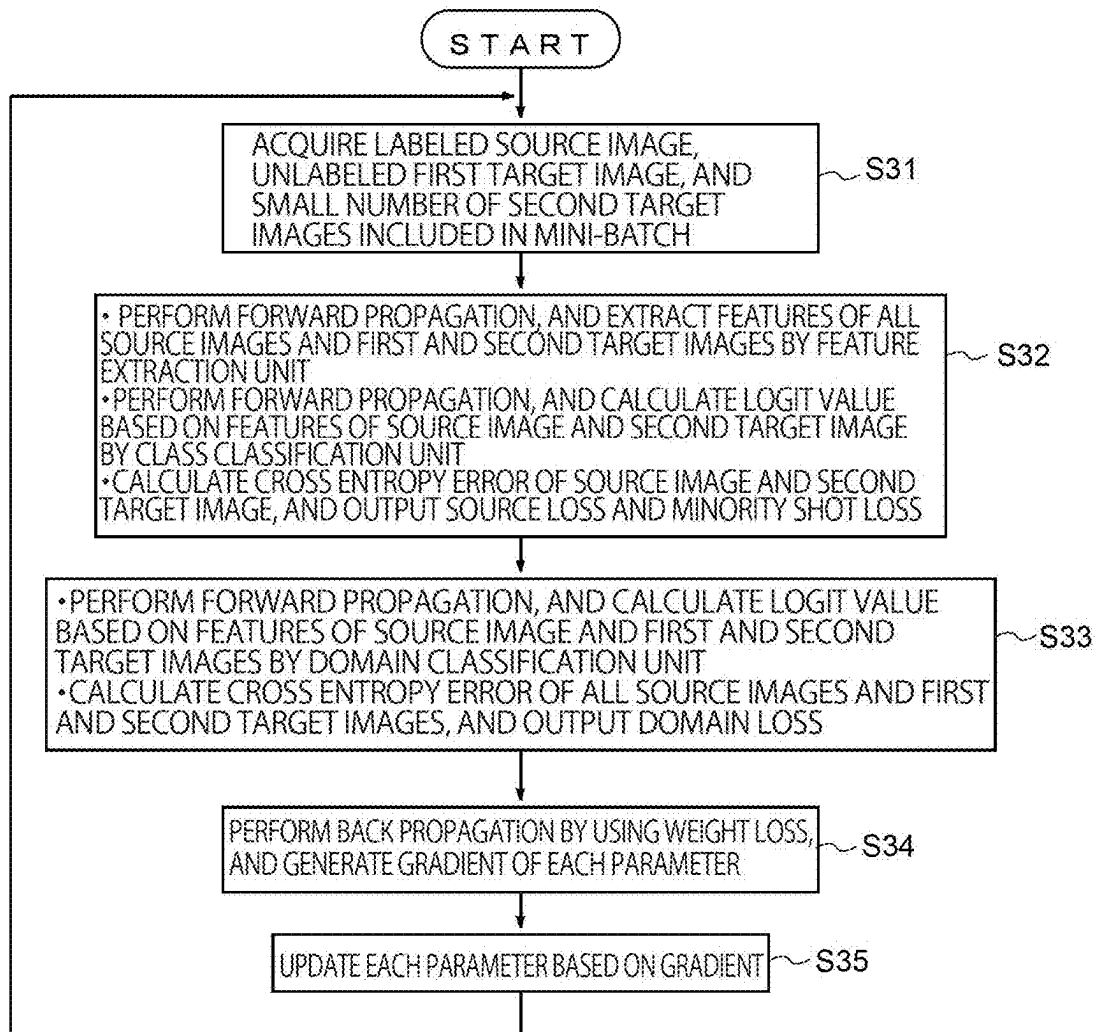 START
ACQUIRE LABELED SOURCE IMAGE,
UNLABELED FIRST TARGET IMAGE, AND
SMALL NUMBER OF SECOND TARGET
IMAGES INCLUDED IN MINI-BATCH
S31
• PERFORM FORWARD PROPAGATION, AND EXTRACT FEATURES OF ALL
SOURCE IMAGES AND FIRST AND SECOND TARGET IMAGES BY FEATURE
EXTRACTION UNIT
•PERFORM FORWARD PROPAGATION, AND CALCULATE LOGIT VALUE
BASED ON FEATURES OF SOURCE IMAGE AND SECOND TARGET IMAGE
BY CLASS CLASSIFICATION UNIT
•CALCULATE CROSS ENTROPY ERROR OF SOURCE IMAGE AND SECOND
TARGET IMAGE, AND OUTPUT SOURCE LOSS AND MINORITY SHOT LOSS
S32
•PERFORM FORWARD PROPAGATION, AND CALCULATE LOGIT VALUE
BASED ON FEATURES OF SOURCE IMAGE AND FIRST AND SECOND
TARGET IMAGES BY DOMAIN CLASSIFICATION UNIT
•CALCULATE CROSS ENTROPY ERROR OF ALL SOURCE IMAGES AND FIRST
AND SECOND TARGET IMAGES, AND OUTPUT DOMAIN LOSS
S33
PERFORM BACK PROPAGATION BY USING WEIGHT LOSS,
AND GENERATE GRADIENT OF EACH PARAMETER
S34
UPDATE EACH PARAMETER BASED ON GRADIENT
S35